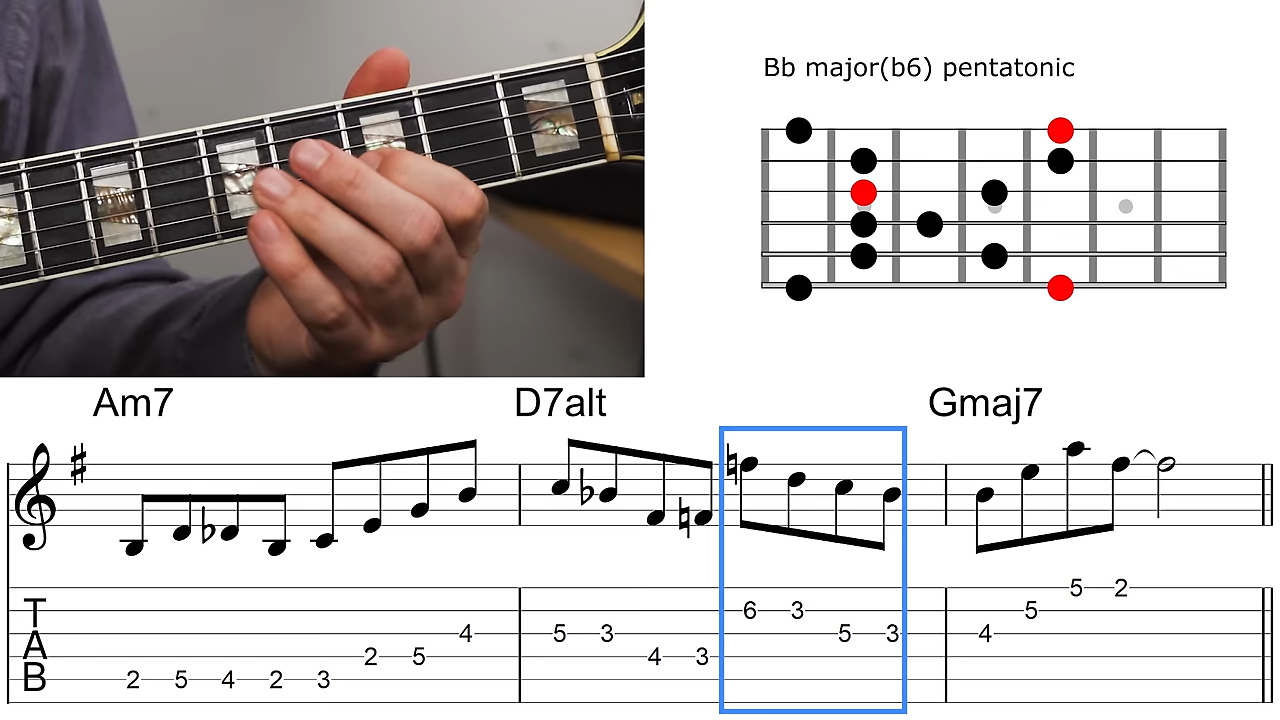 Bb major(b6) pentatonic
Am7 D7alt Gmaj7
T
A
B
5 2
6 3 5
4 5 3 5 3 4
2 5 4 3
2 5 4 2 3